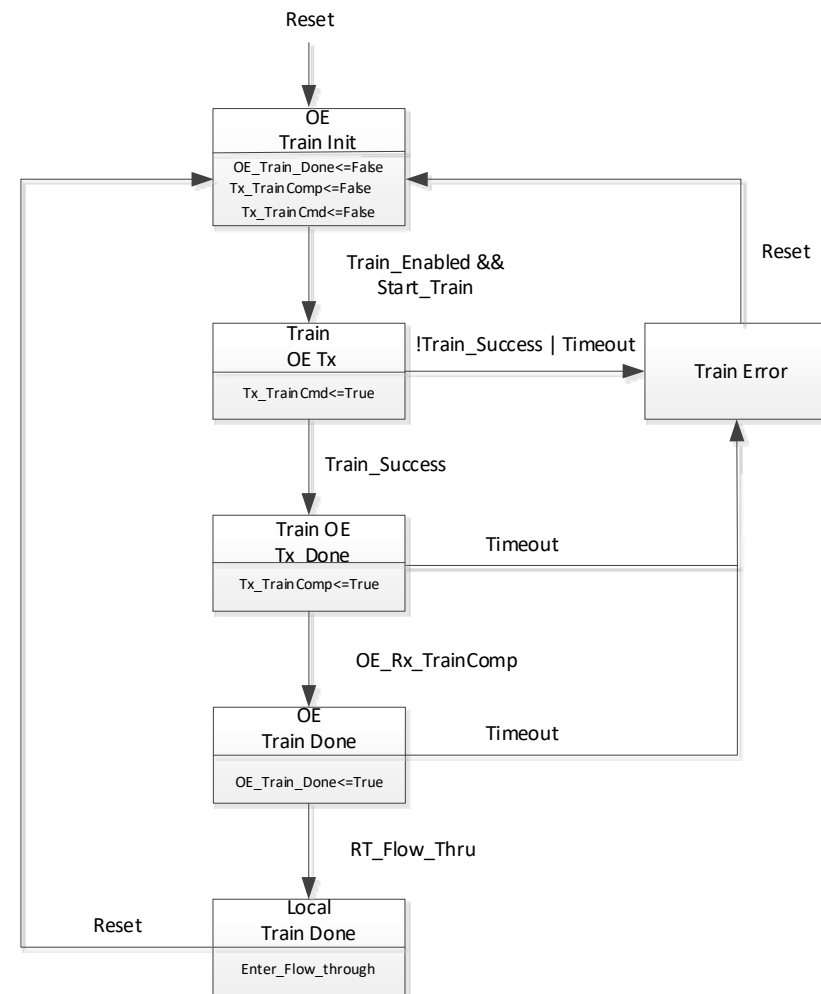 Reset
OE
Train Init
OE_Train_Done<=False
Tx_TrainComp<=False
Tx_TrainCmd<=False
Train_Enabled &&
Start_Train
Reset
Train
OE Tx
Tx_TrainCmd<=True
!Train_Success | Timeout
Train Error
Train_Success
Train OE
Tx_Done
Tx_TrainComp<=True
Timeout
OE_Rx_TrainComp
OE
Train Done
OE_Train_Done<=True
Timeout
RT_Flow_Thru
Local
Train Done
Enter_Flow_through
Reset